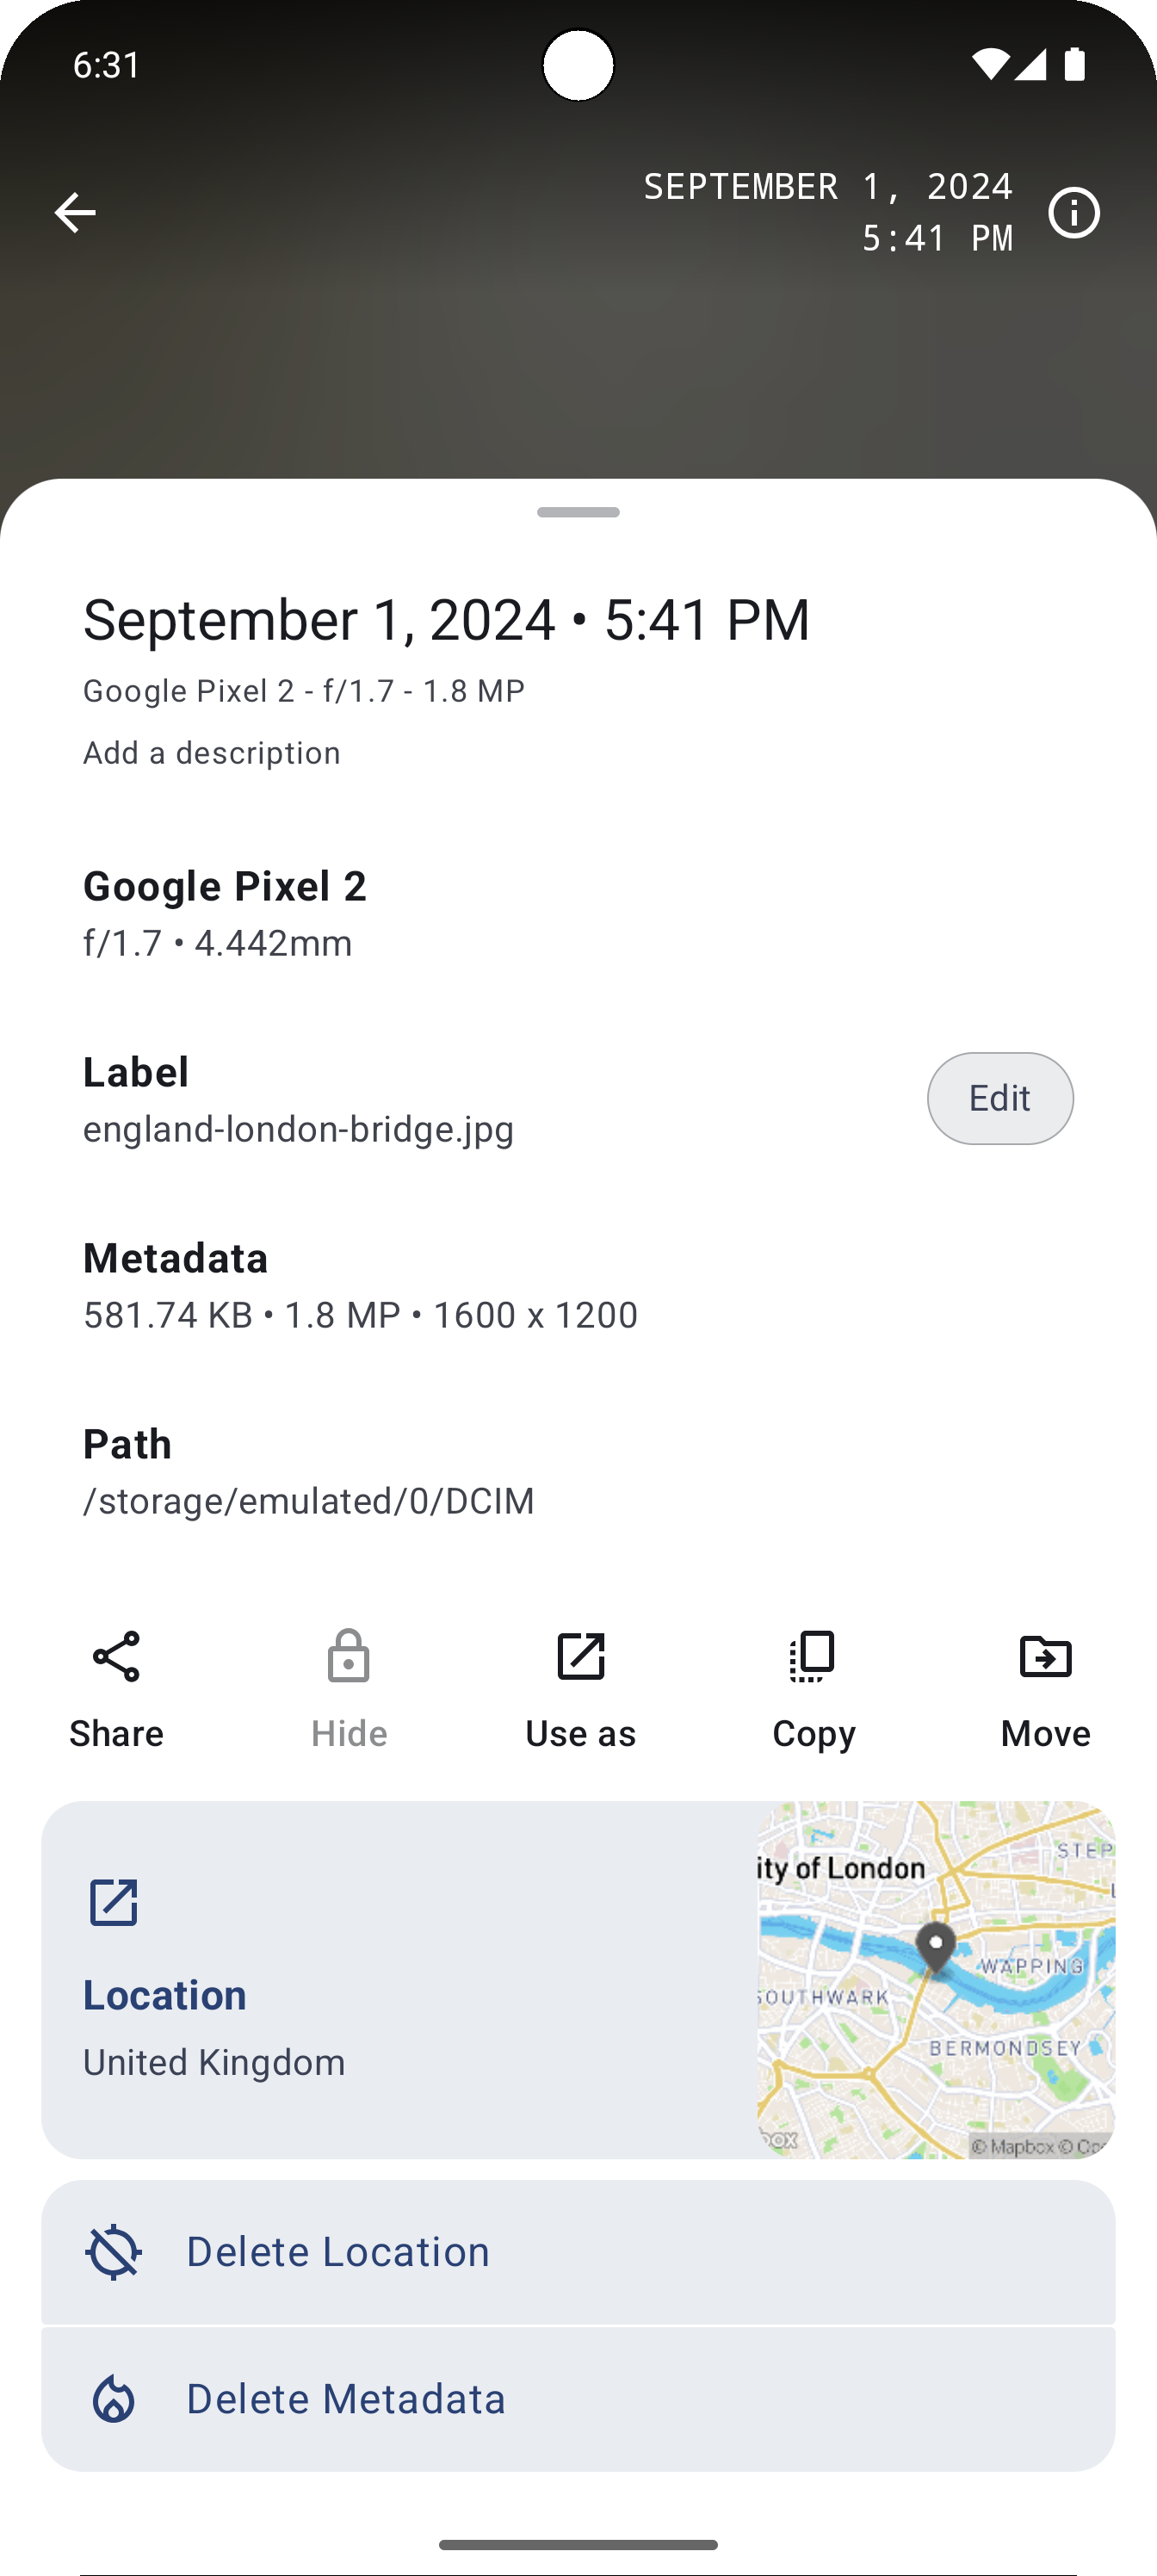 6:31
SEPTEMBER 1, 2024
5:41 PM
September 1, 2024 • 5:41 PM
Google Pixel 2 - f/1.7 - 1.8 MP
Add a description
Google Pixel 2
f/1.7 • 4.442mm
Label
england-london-bridge.jpg
Edit
Metadata
581.74 KB • 1.8 MP • 1600 x 1200
Path
/storage/emulated/0/DCIM
Share
Hide
Use as
Copy
Move
ity of London
STEP
WAPPING
SOUTHWARK
BERMONDSEY
© Mapbox ©
Location
United Kingdom
Delete Location
Delete Metadata